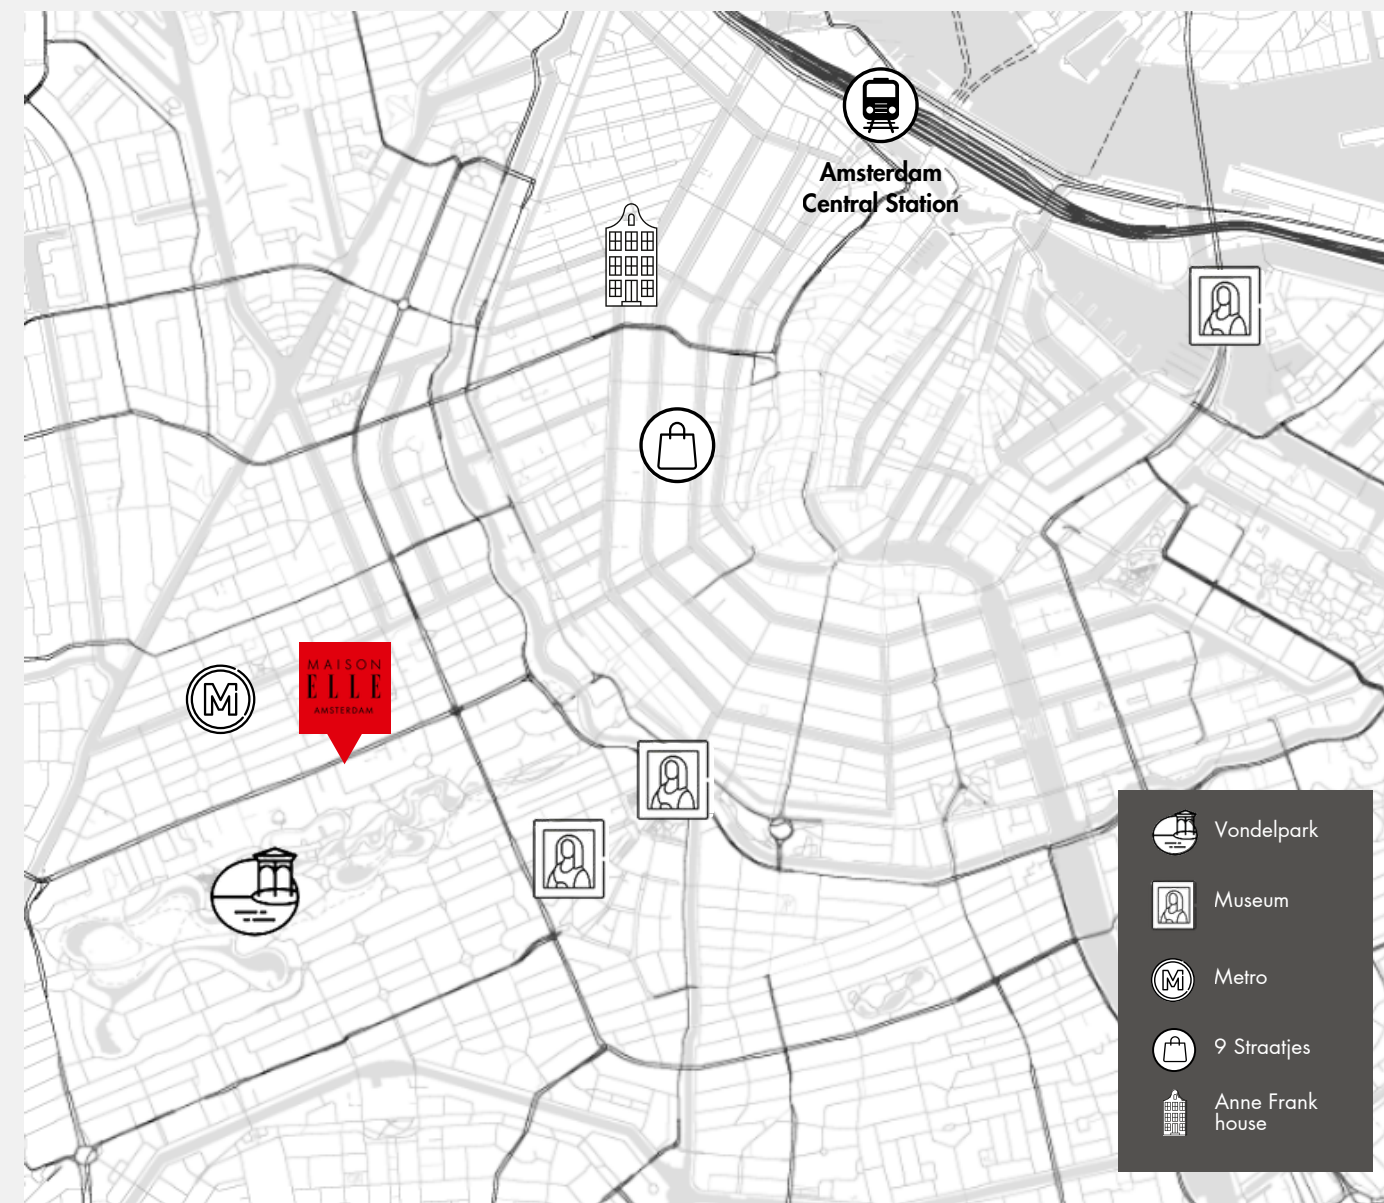 Amsterdam
Central Station
MAISON
ELLE
AMSTERDAM
M
Vondelpark
Museum
M
Metro
9 Straatjes
Anne Frank
house